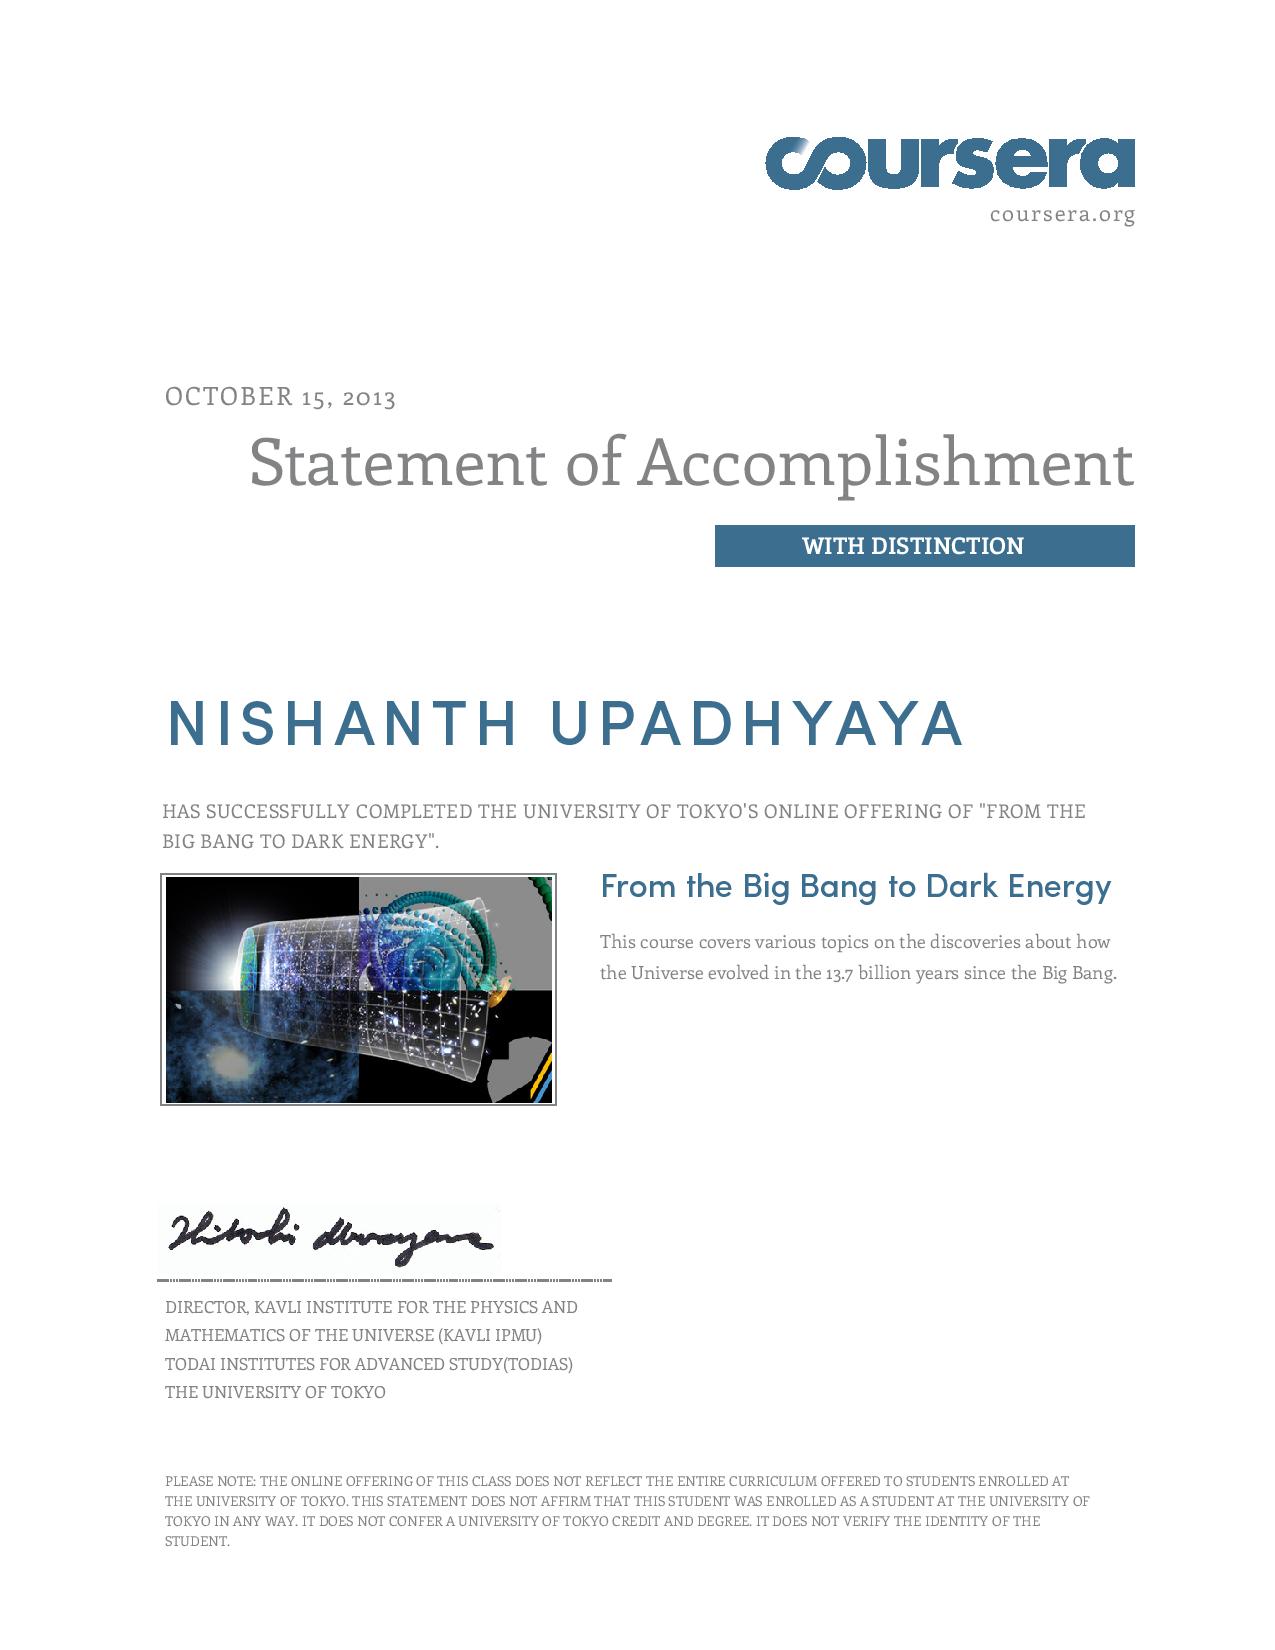 coursera
coursera.org
OCTOBER 15, 2013
Statement of Accomplishment
WITH DISTINCTION
NISHANTH UPADHYAYA
HAS SUCCESSFULLY COMPLETED THE UNIVERSITY OF TOKYO'S ONLINE OFFERING OF "FROM THE
BIG BANG TO DARK ENERGY".
From the Big Bang to Dark Energy
This course covers various topics on the discoveries about how
the Universe evolved in the 13.7 billion years since the Big Bang.
Hitoshi Murayama
DIRECTOR, KAVLI INSTITUTE FOR THE PHYSICS AND
MATHEMATICS OF THE UNIVERSE (KAVLI IPMU)
TODAI INSTITUTES FOR ADVANCED STUDY(TODIAS)
THE UNIVERSITY OF TOKYO
PLEASE NOTE: THE ONLINE OFFERING OF THIS CLASS DOES NOT REFLECT THE ENTIRE CURRICULUM OFFERED TO STUDENTS ENROLLED AT
THE UNIVERSITY OF TOKYO. THIS STATEMENT DOES NOT AFFIRM THAT THIS STUDENT WAS ENROLLED AS A STUDENT AT THE UNIVERSITY OF
TOKYO IN ANY WAY. IT DOES NOT CONFER A UNIVERSITY OF TOKYO CREDIT AND DEGREE. IT DOES NOT VERIFY THE IDENTITY OF THE
STUDENT.